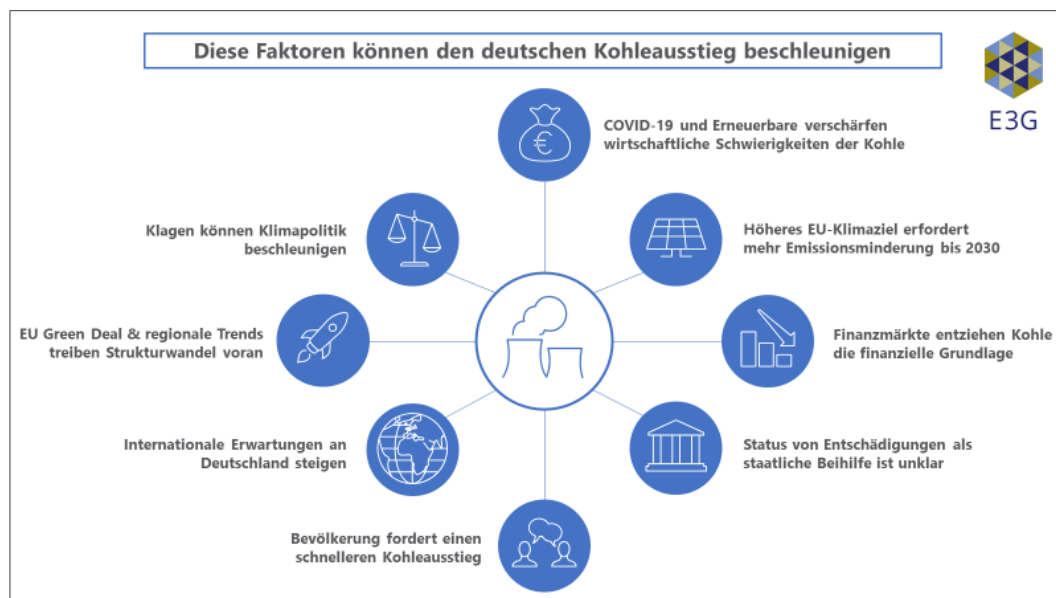 Diese Faktoren können den deutschen Kohleausstieg beschleunigen
E3G
COVID-19 und Erneuerbare verschärfen
wirtschaftliche Schwierigkeiten der Kohle
Höheres EU-Klimaziel erfordert
mehr Emissionsminderung bis 2030
Finanzmärkte entziehen Kohle
die finanzielle Grundlage
Status von Entschädigungen als
staatliche Beihilfe ist unklar
Bevölkerung fordert einen
schnelleren Kohleausstieg
Internationale Erwartungen an
Deutschland steigen
EU Green Deal & regionale Trends
treiben Strukturwandel voran
Klagen können Klimapolitik
beschleunigen
€